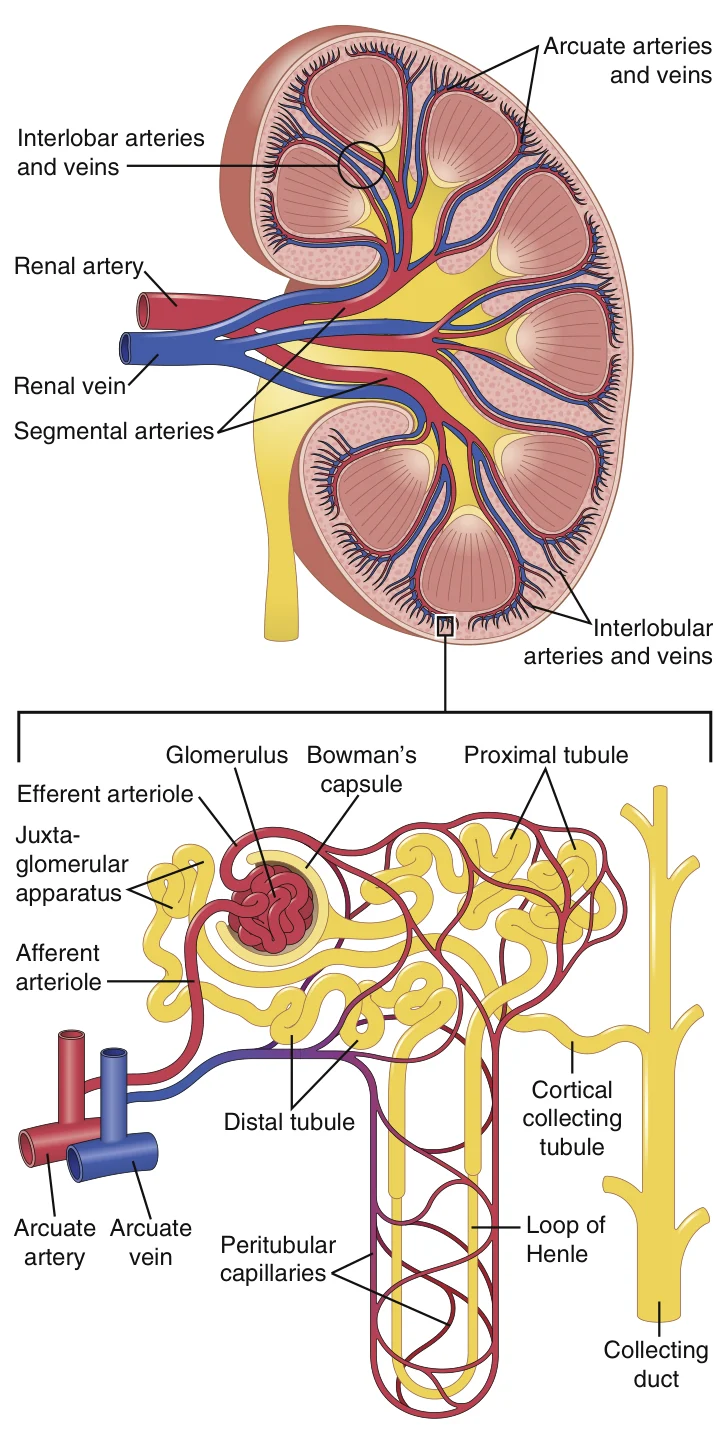 Arcuate arteries
and veins
Interlobar arteries
and veins
Renal artery
Renal vein
Segmental arteries
Interlobular
arteries and veins
Glomerulus
Bowman's
capsule
Proximal tubule
Efferent arteriole
Juxta-
glomerular
apparatus
Afferent
arteriole
Distal tubule
Cortical
collecting
tubule
Arcuate
artery
Arcuate
vein
Peritubular
capillaries
Loop of
Henle
Collecting
duct